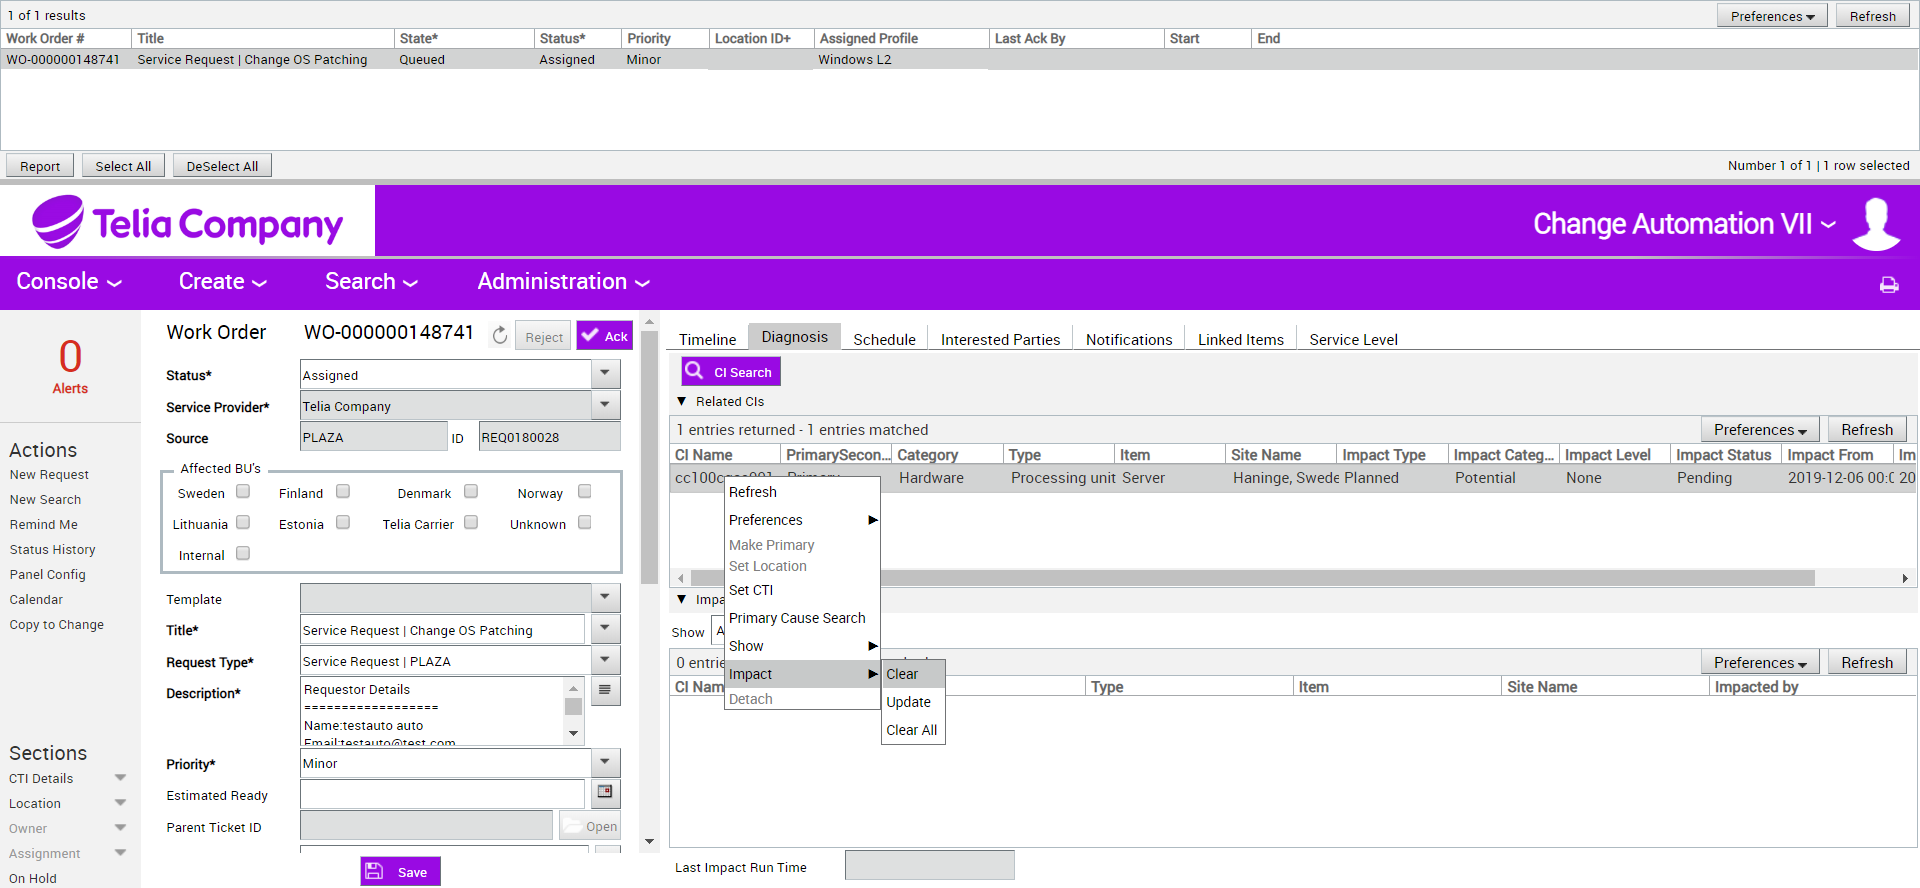 1 of 1 results
Preferences Refresh
Work Order # Title State* Status* Priority Location ID+ Assigned Profile Last Ack By Start End
WO-000000148741 Service Request | Change OS Patching Queued Assigned Minor Windows L2
Report Select All DeSelect All Number 1 of 1 | 1 row selected
Telia Company Change Automation VII
Console Create Search Administration
0
Alerts
Actions
New Request
New Search
Remind Me
Status History
Panel Config
Calendar
Copy to Change
Sections
CTI Details
Location
Owner
Assignment
On Hold
Work Order WO-000000148741 Reject Ack
Status* Assigned
Service Provider* Telia Company
Source PLAZA ID REQ0180028
Affected BU's
Sweden Finland Denmark Norway
Lithuania Estonia Telia Carrier Unknown
Internal
Template
Title* Service Request | Change OS Patching
Request Type* Service Request | PLAZA
Description* Requestor Details
==================
Name:testauto auto
Email:testauto@test.com
Priority* Minor
Estimated Ready
Parent Ticket ID Open
Save
Timeline Diagnosis Schedule Interested Parties Notifications Linked Items Service Level
CI Search
Related CIs
1 entries returned - 1 entries matched Preferences Refresh
CI Name PrimarySecon... Category Type Item Site Name Impact Type Impact Categ... Impact Level Impact Status Impact From Im
Hardware Processing unit Server Haninge, Swede Planned Potential None Pending 2019-12-06 00:0 20
Refresh
Preferences
Make Primary
Set Location
Set CTI
Primary Cause Search
Show
Impact
Detach
Clear
Update
Clear All
Show A
0 entrie Preferences Refresh
CI Nam Type Item Site Name Impacted by
Last Impact Run Time